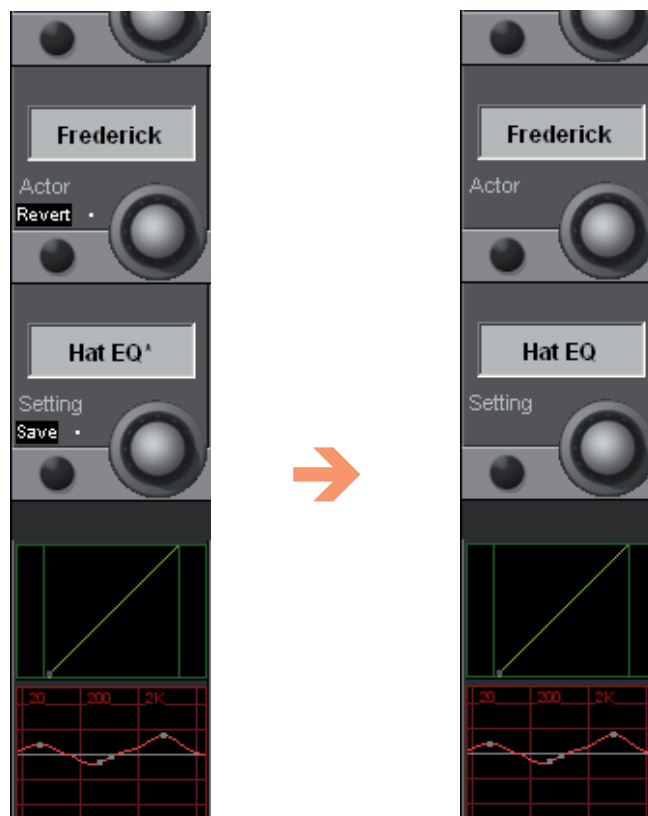 Frederick
Actor
Revert
Hat EQ*
Setting
Save
20 200 2K
Frederick
Actor
Hat EQ
Setting
20 200 2K